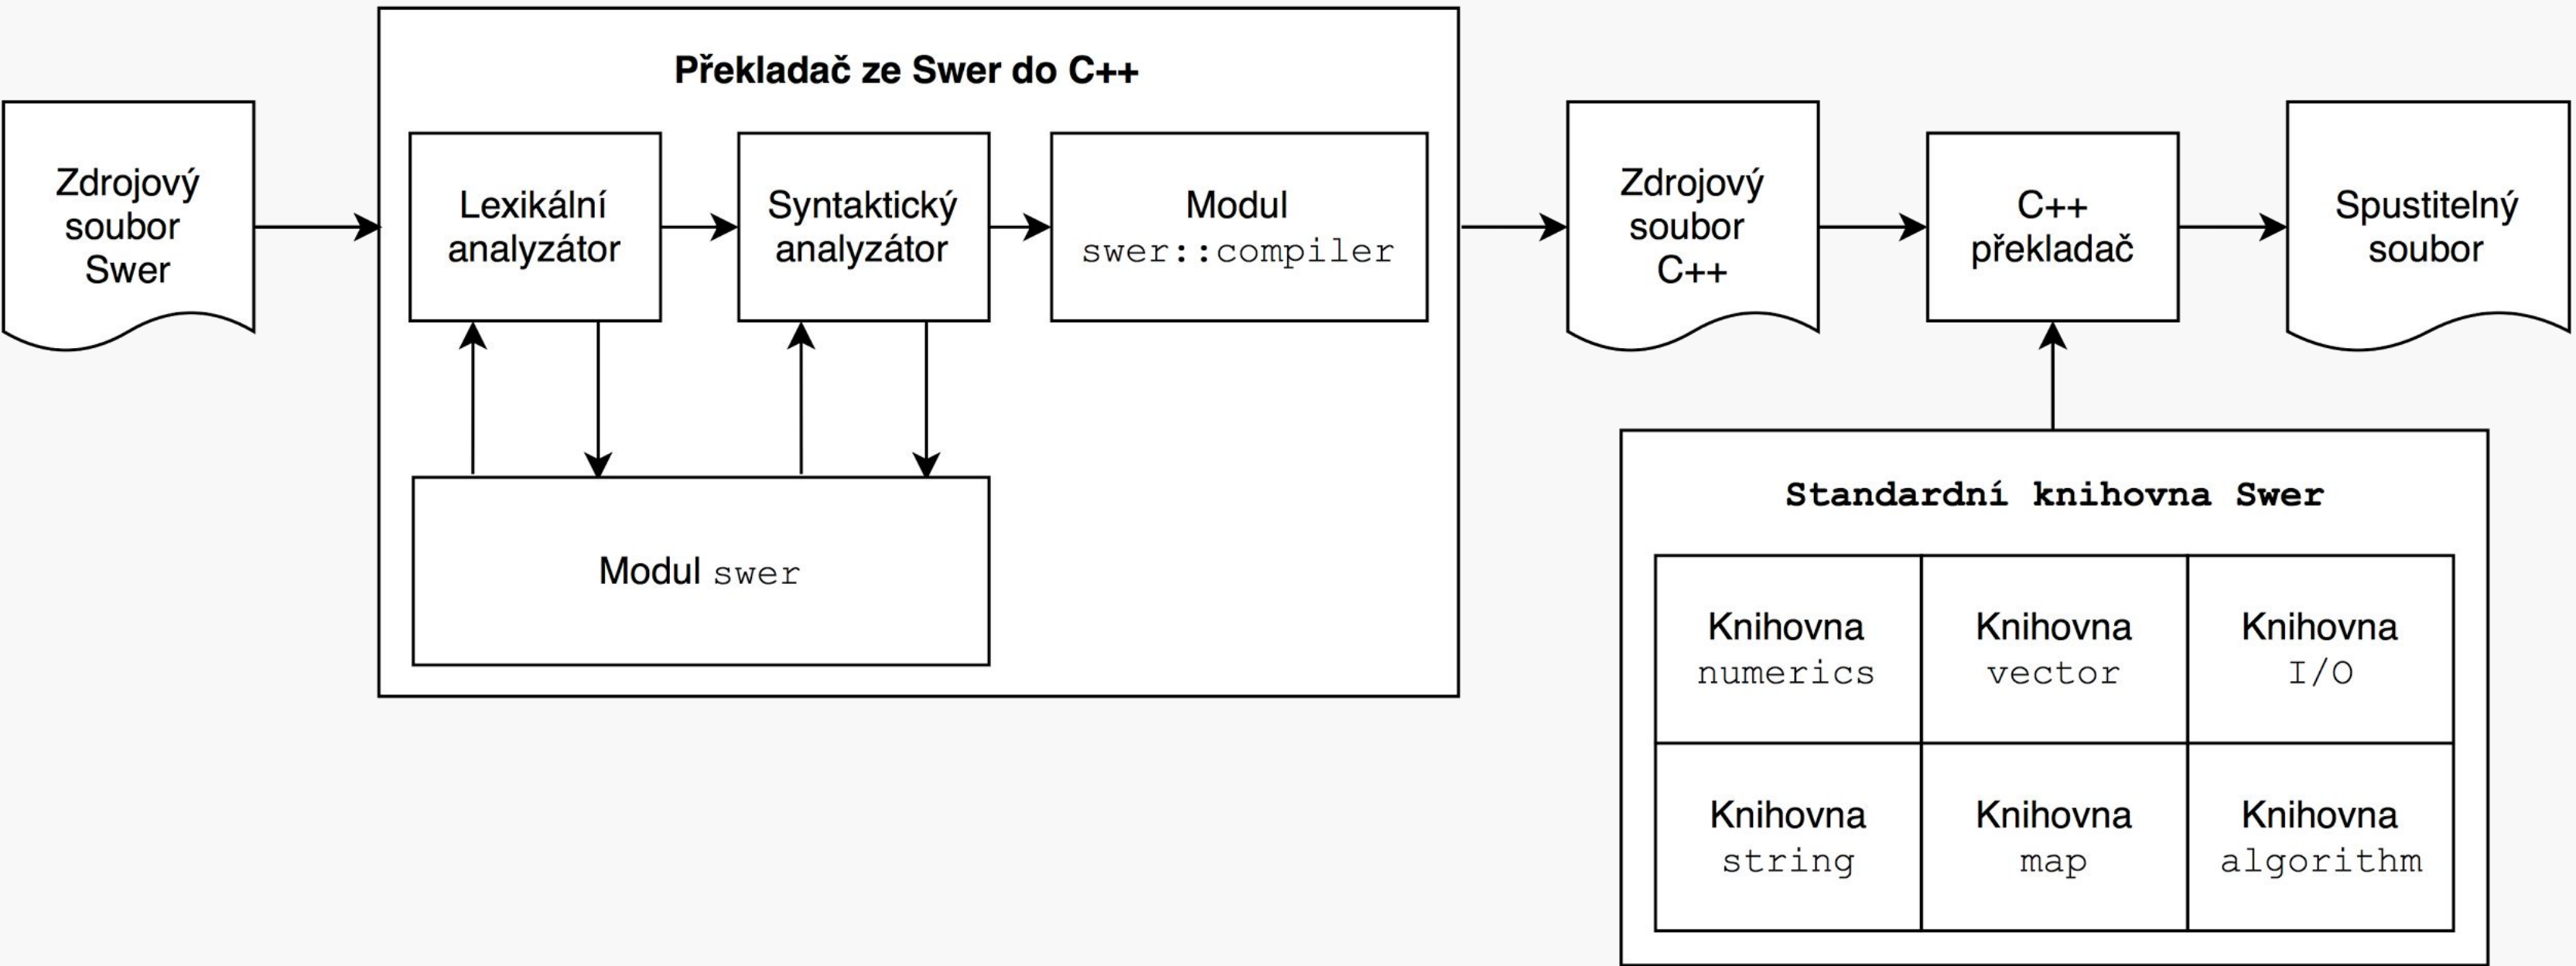 Překladač ze Swer do C++
Zdrojový
soubor
Swer
Lexikální
analyzátor
Syntaktický
analyzátor
Modul
swer::compiler
Modul swer
Zdrojový
soubor
C++
C++
překladač
Spustitelný
soubor
Standardní knihovna Swer
Knihovna
numerics
Knihovna
vector
Knihovna
I/O
Knihovna
string
Knihovna
map
Knihovna
algorithm